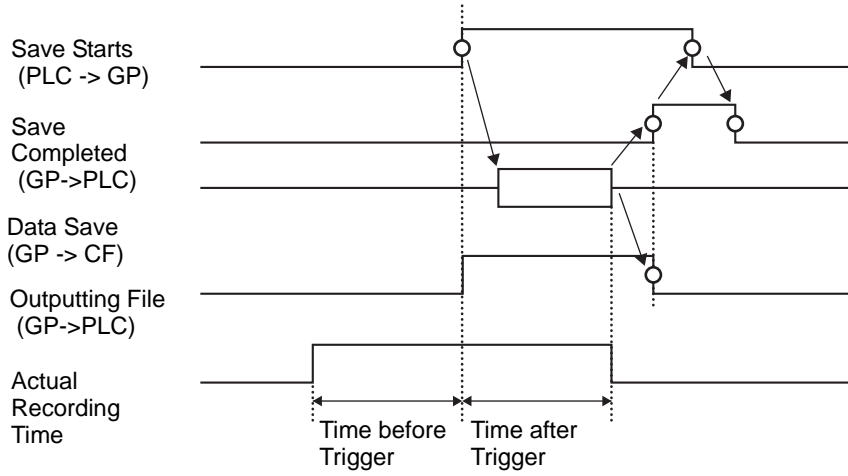 Save Starts
(PLC -> GP)
Save
Completed
(GP->PLC)
Data Save
(GP -> CF)
Outputting File
(GP->PLC)
Actual
Recording
Time
Time before
Trigger
Time after
Trigger